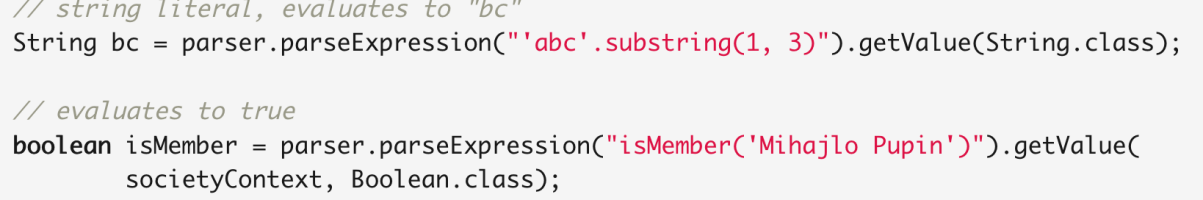 // string literal, evaluates to "bc"
String bc = parser.parseExpression("'abc'.substring(1, 3)").getValue(String.class);
// evaluates to true
boolean isMember = parser.parseExpression("isMember('Mihajlo Pupin')").getValue(
societyContext, Boolean.class);